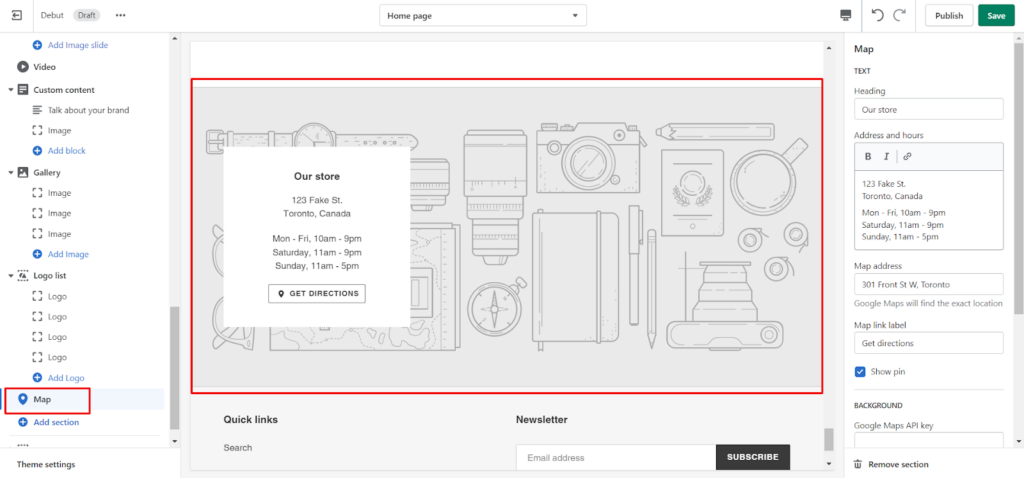 Debut
Draft
Home page
Publish
Save
Add Image slide
Video
Custom content
Talk about your brand
Image
Add block
Gallery
Image
Image
Image
Add Image
Logo list
Logo
Logo
Logo
Logo
Add Logo
Map
Add section
Theme settings
Our store
123 Fake St.
Toronto, Canada
Mon - Fri, 10am - 9pm
Saturday, 11am - 9pm
Sunday, 11am - 5pm
GET DIRECTIONS
Quick links
Search
Newsletter
Email address
SUBSCRIBE
Map
TEXT
Heading
Our store
Address and hours
B I
123 Fake St.
Toronto, Canada
Mon - Fri, 10am - 9pm
Saturday, 11am - 9pm
Sunday, 11am - 5pm
Map address
301 Front St W, Toronto
Google Maps will find the exact location
Map link label
Get directions
Show pin
BACKGROUND
Google Maps API key
Remove section